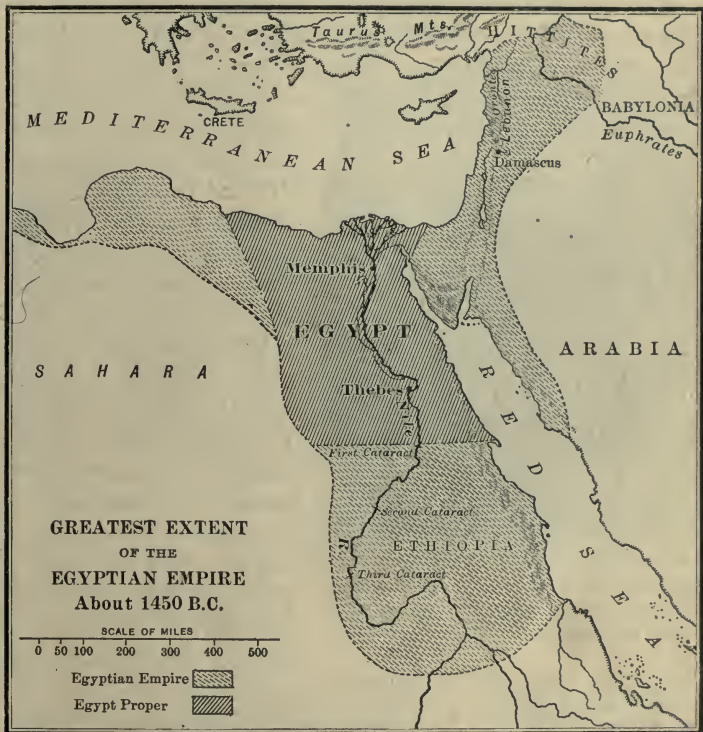 Taurus Mts.
HITTITES
CRETE
MEDITERRANEAN SEA
Orontes
Lebanon
BABYLONIA
Euphrates
Damascus
Memphis
EGYPT
ARABIA
SAHARA
Thebes
Nile
RED SEA
First Cataract
Second Cataract
ETHIOPIA
R.
Third Cataract
GREATEST EXTENT
OF THE
EGYPTIAN EMPIRE
About 1450 B.C.
SCALE OF MILES
0 50 100 200 300 400 500
Egyptian Empire
Egypt Proper